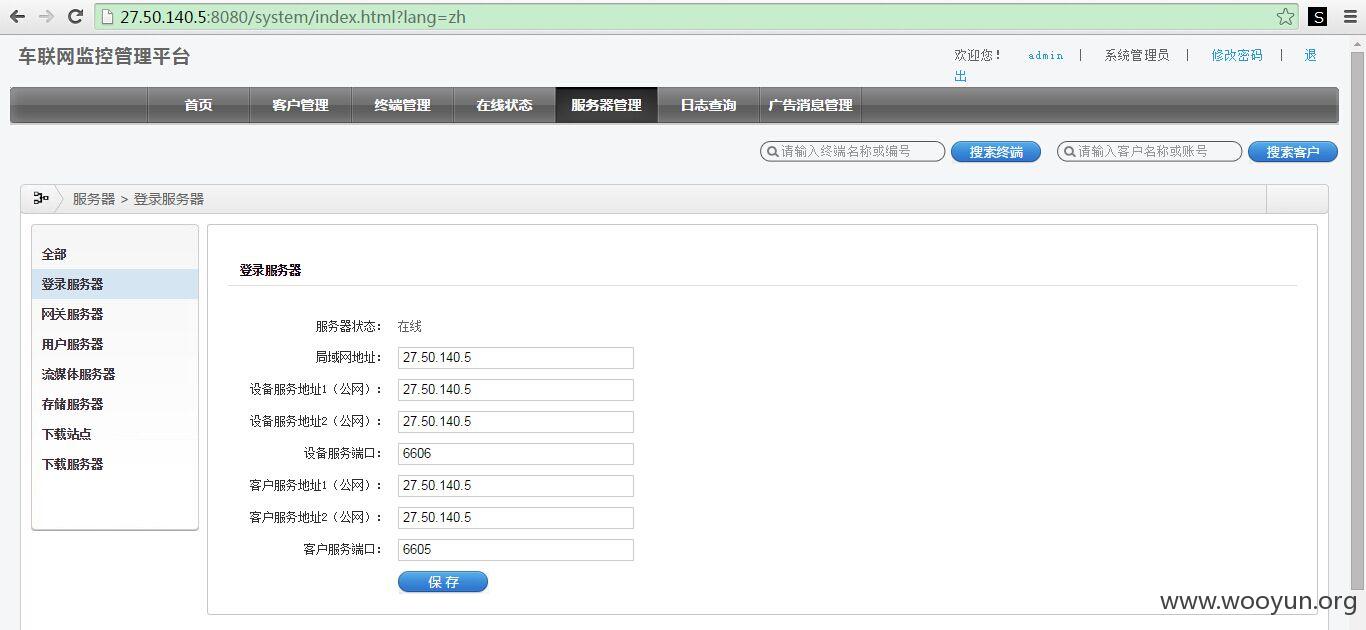 27.50.140.5:8080/system/index.html?lang=zh
S
车联网监控管理平台
欢迎您！ admin | 系统管理员 | 修改密码 | 退
出
首页 客户管理 终端管理 在线状态 服务器管理 日志查询 广告消息管理
请输入终端名称或编号 搜索终端 请输入客户名称或账号 搜索客户
服务器 > 登录服务器
全部
登录服务器
网关服务器
用户服务器
流媒体服务器
存储服务器
下载站点
下载服务器
登录服务器
服务器状态： 在线
局域网地址： 27.50.140.5
设备服务地址1（公网）： 27.50.140.5
设备服务地址2（公网）： 27.50.140.5
设备服务端口： 6606
客户服务地址1（公网）： 27.50.140.5
客户服务地址2（公网）： 27.50.140.5
客户服务端口： 6605
保 存
www.wooyun.org